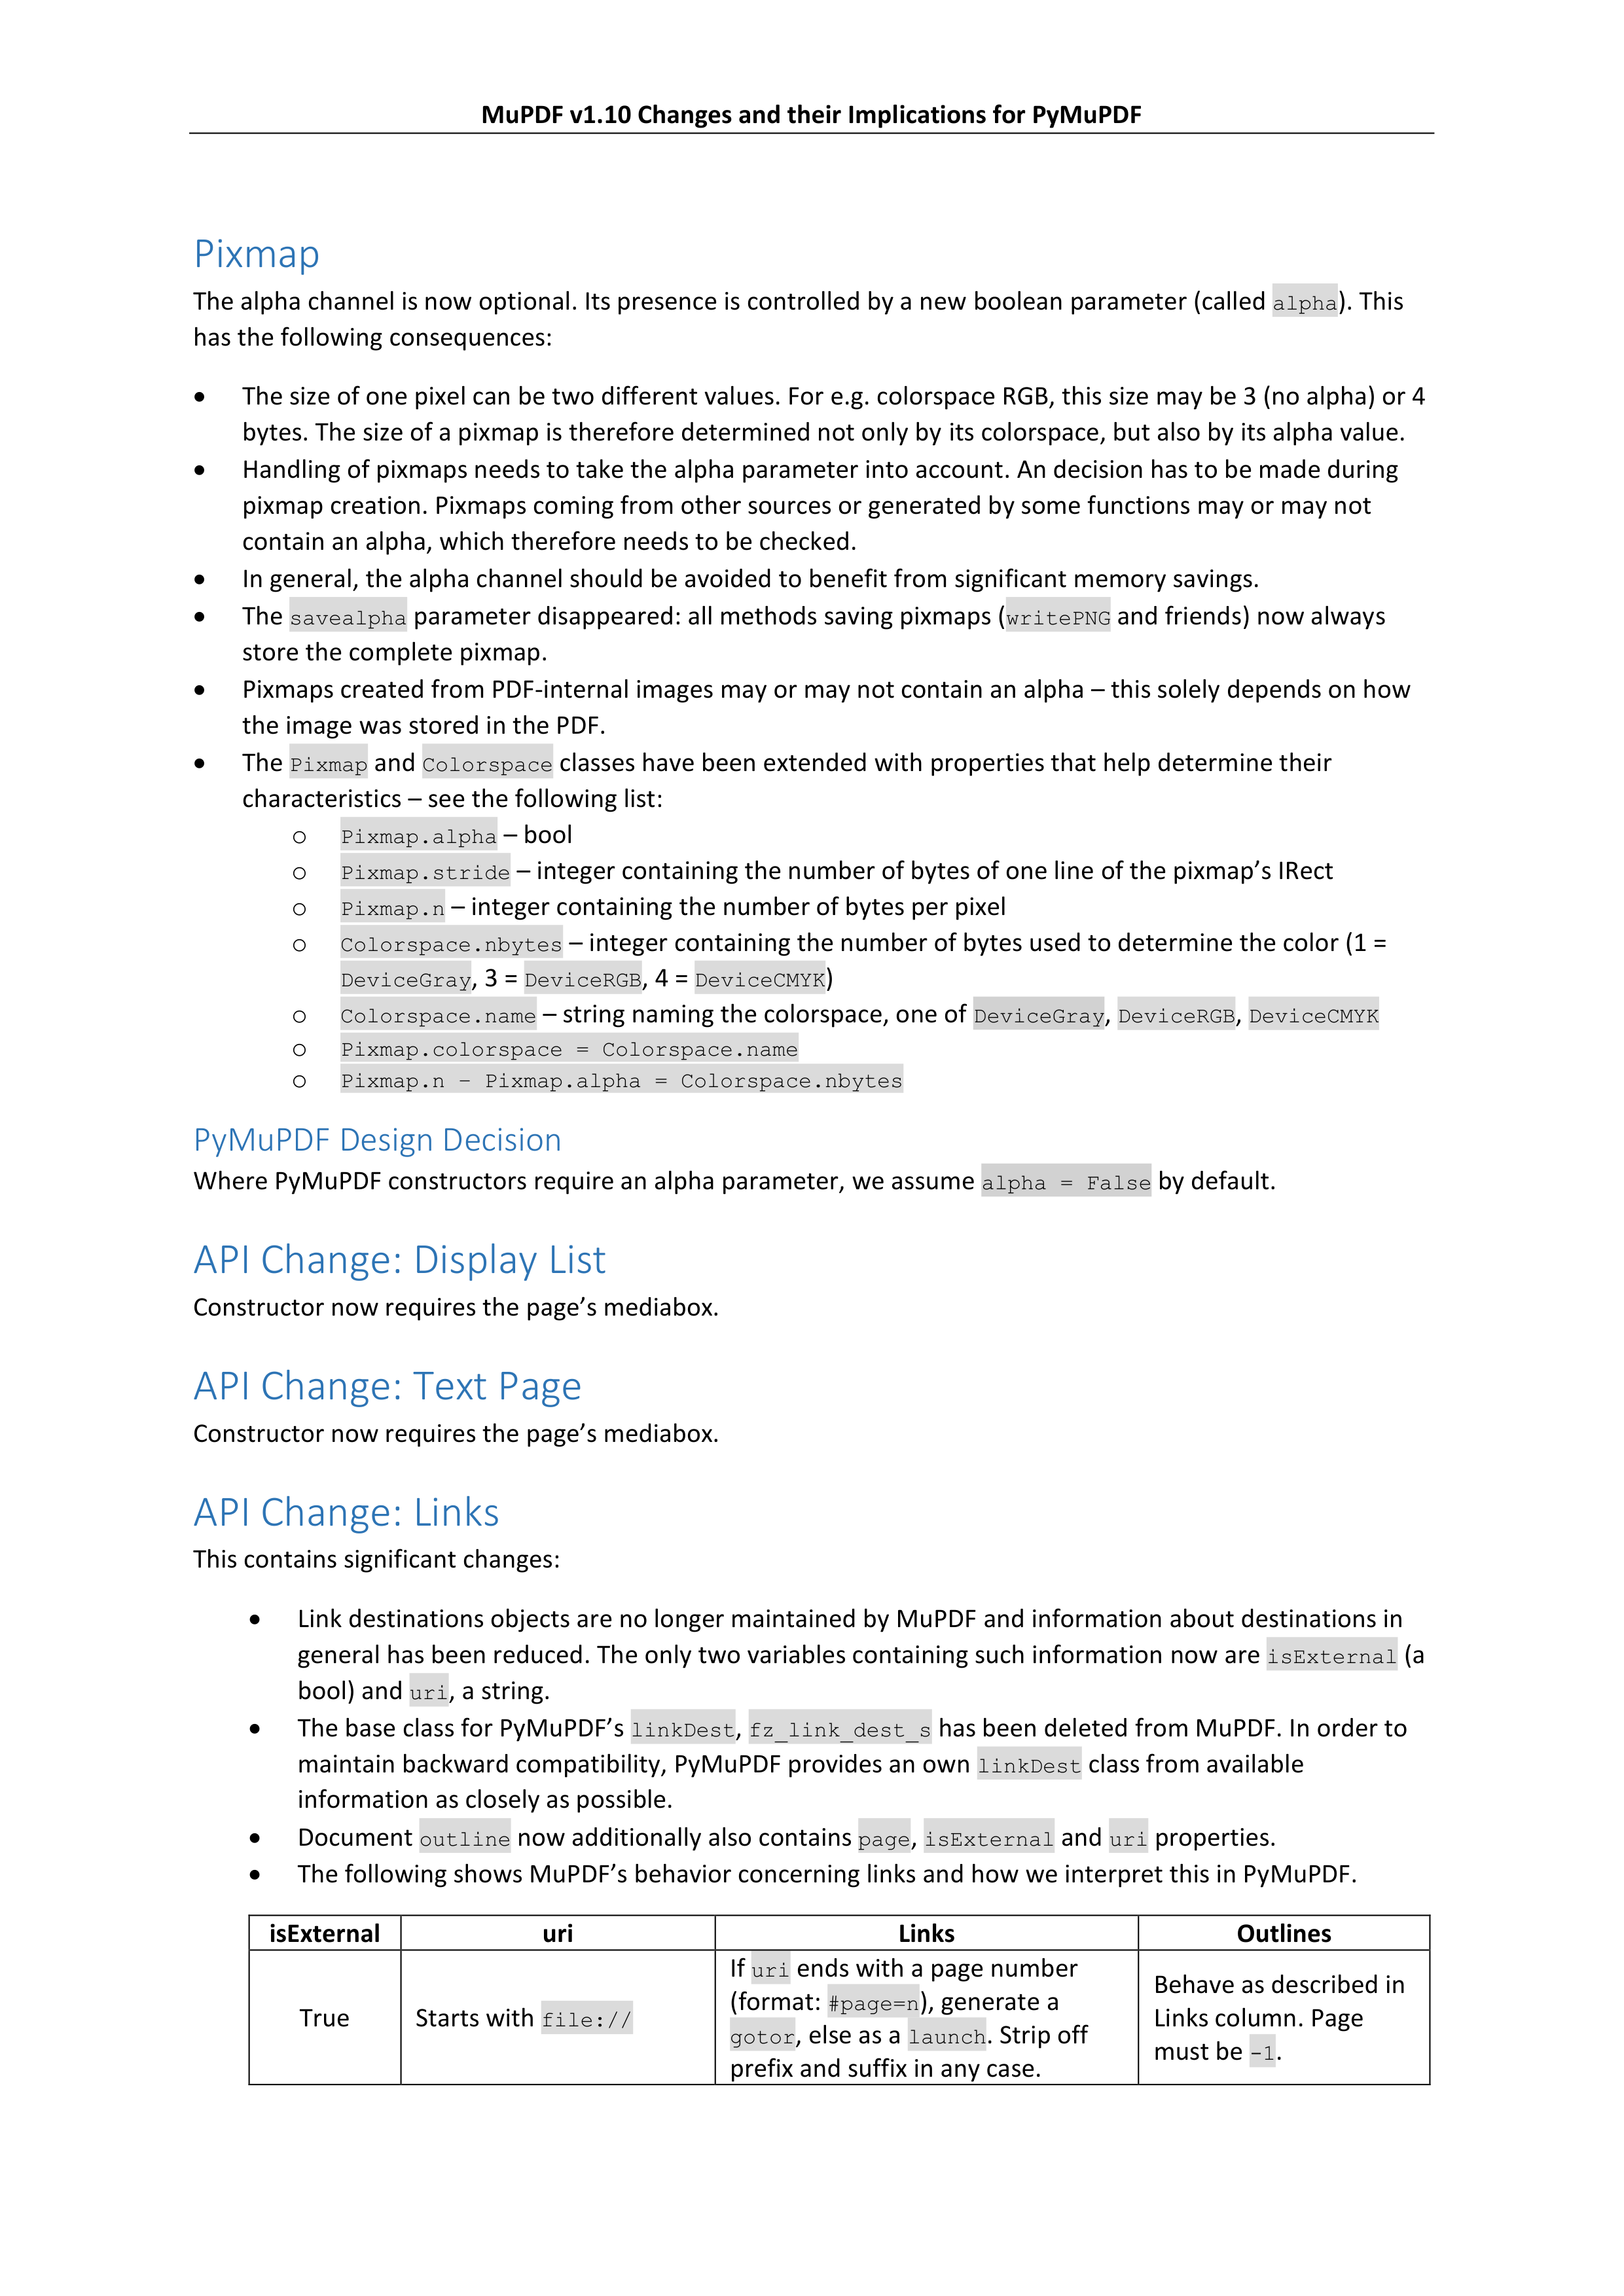 MuPDF v1.10 Changes and their Implications for PyMuPDF
Pixmap
The alpha channel is now optional. Its presence is controlled by a new boolean parameter (called alpha). This
has the following consequences:
• The size of one pixel can be two different values. For e.g. colorspace RGB, this size may be 3 (no alpha) or 4
bytes. The size of a pixmap is therefore determined not only by its colorspace, but also by its alpha value.
• Handling of pixmaps needs to take the alpha parameter into account. An decision has to be made during
pixmap creation. Pixmaps coming from other sources or generated by some functions may or may not
contain an alpha, which therefore needs to be checked.
• In general, the alpha channel should be avoided to benefit from significant memory savings.
• The savealpha parameter disappeared: all methods saving pixmaps (writePNG and friends) now always
store the complete pixmap.
• Pixmaps created from PDF-internal images may or may not contain an alpha – this solely depends on how
the image was stored in the PDF.
• The Pixmap and Colorspace classes have been extended with properties that help determine their
characteristics – see the following list:
o Pixmap.alpha – bool
o Pixmap.stride – integer containing the number of bytes of one line of the pixmap’s IRect
o Pixmap.n – integer containing the number of bytes per pixel
o Colorspace.nbytes – integer containing the number of bytes used to determine the color (1 =
DeviceGray, 3 = DeviceRGB, 4 = DeviceCMYK)
o Colorspace.name – string naming the colorspace, one of DeviceGray, DeviceRGB, DeviceCMYK
o Pixmap.colorspace = Colorspace.name
o Pixmap.n – Pixmap.alpha = Colorspace.nbytes
PyMuPDF Design Decision
Where PyMuPDF constructors require an alpha parameter, we assume alpha = False by default.
API Change: Display List
Constructor now requires the page’s mediabox.
API Change: Text Page
Constructor now requires the page’s mediabox.
API Change: Links
This contains significant changes:
• Link destinations objects are no longer maintained by MuPDF and information about destinations in
general has been reduced. The only two variables containing such information now are isExternal (a
bool) and uri, a string.
• The base class for PyMuPDF’s linkDest, fz_link_dest_s has been deleted from MuPDF. In order to
maintain backward compatibility, PyMuPDF provides an own linkDest class from available
information as closely as possible.
• Document outline now additionally also contains page, isExternal and uri properties.
• The following shows MuPDF’s behavior concerning links and how we interpret this in PyMuPDF.
isExternal uri Links Outlines
True
Starts with file://
If uri ends with a page number
(format: #page=n), generate a
gotor, else as a launch. Strip off
prefix and suffix in any case.
Behave as described in
Links column. Page
must be -1.